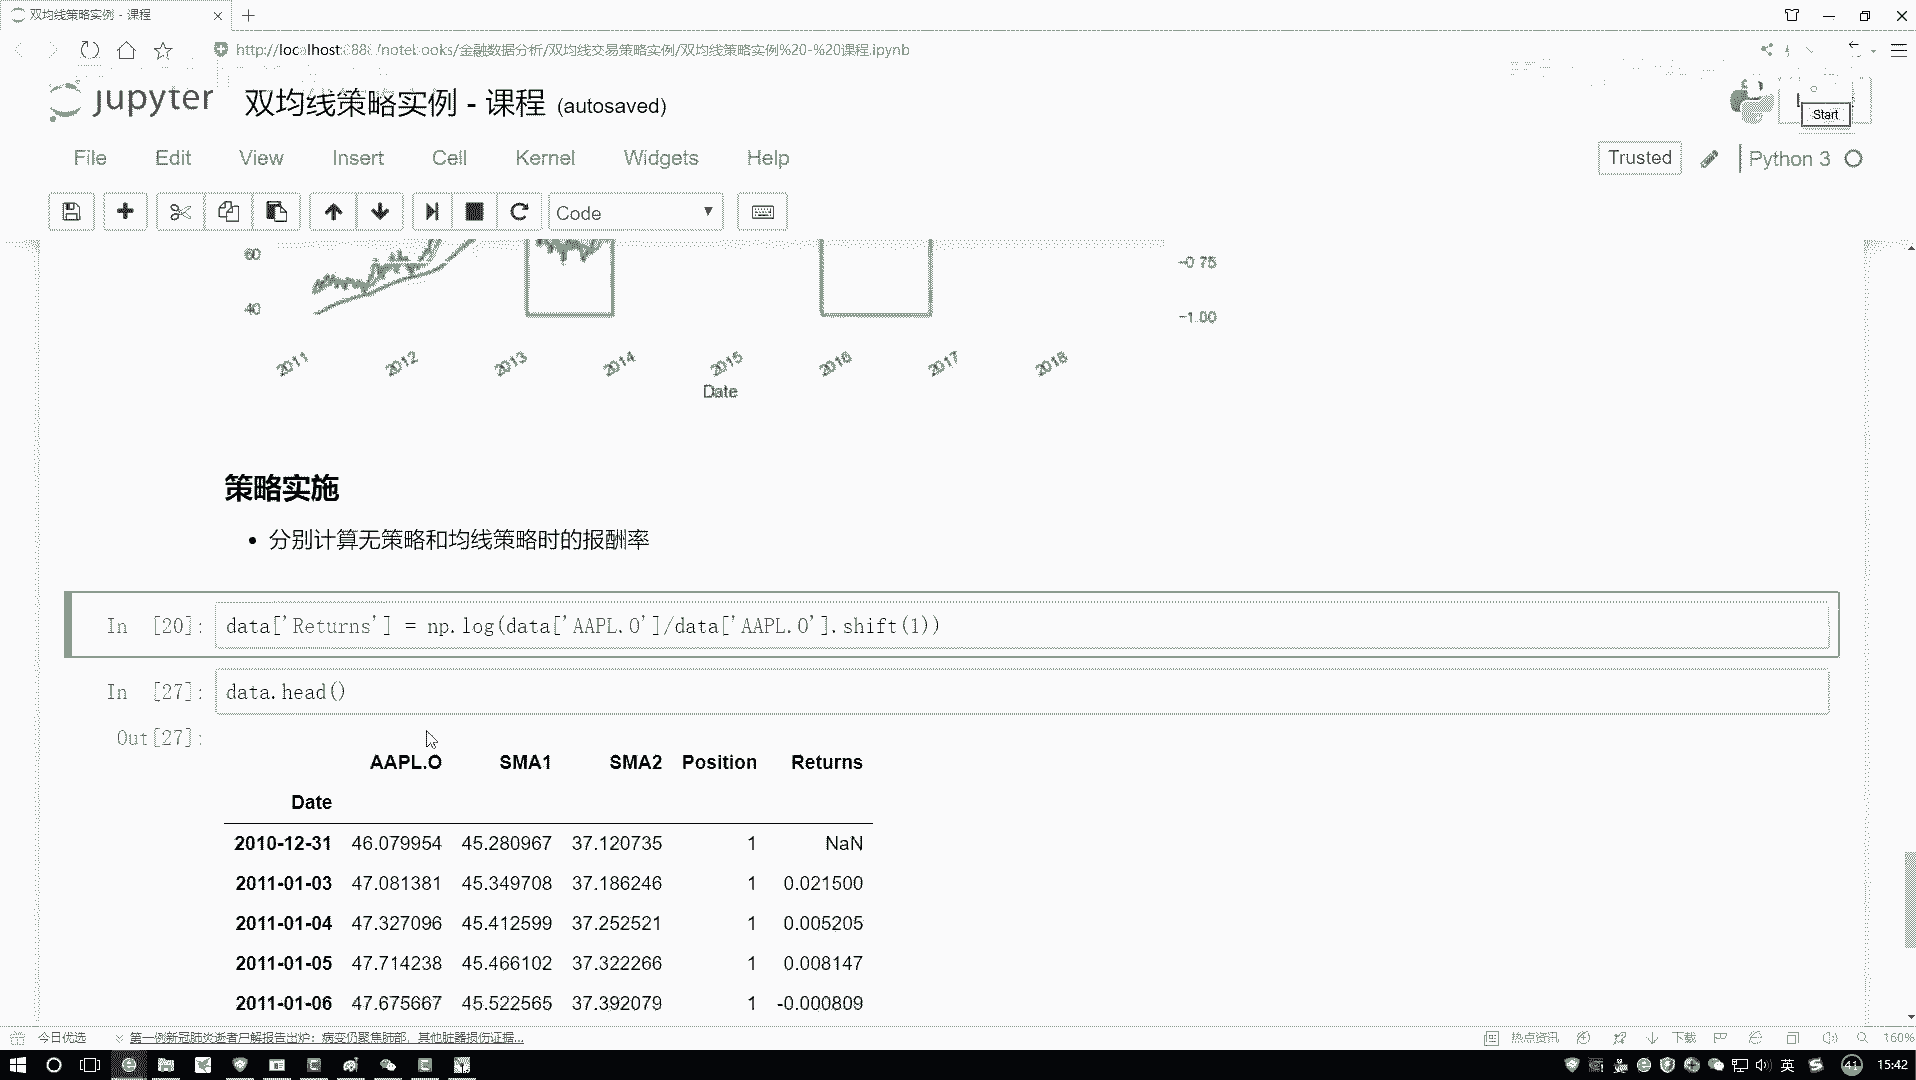 双均线策略实例 - 课程
http://localhost:888/notebooks/金融数据分析/双均线交易策略实例/双均线策略实例%20-%20课程.ipynb
jupyter 双均线策略实例 - 课程 (autosaved)
Start
File Edit View Insert Cell Kernel Widgets Help
Trusted Python 3
Code
60 -0.75
40 -1.00
2011 2012 2013 2014 2015 2016 2017 2018
Date
策略实施
分别计算无策略和均线策略时的报酬率
In [20]: data['Returns'] = np.log(data['AAPL.O']/data['AAPL.O'].shift(1))
In [27]: data.head()
Out[27]:
AAPL.O SMA1 SMA2 Position Returns
Date
2010-12-31 46.079954 45.280967 37.120735 1 NaN
2011-01-03 47.081381 45.349708 37.186246 1 0.021500
2011-01-04 47.327096 45.412599 37.252521 1 0.005205
2011-01-05 47.714238 45.466102 37.322266 1 0.008147
2011-01-06 47.675667 45.522565 37.392079 1 -0.000809
今日优选 第一例新冠肺炎逝者尸解报告出炉：病变仍聚焦肺部，其他脏器损伤证据... 热点资讯 下载 160%
英 41 15:42